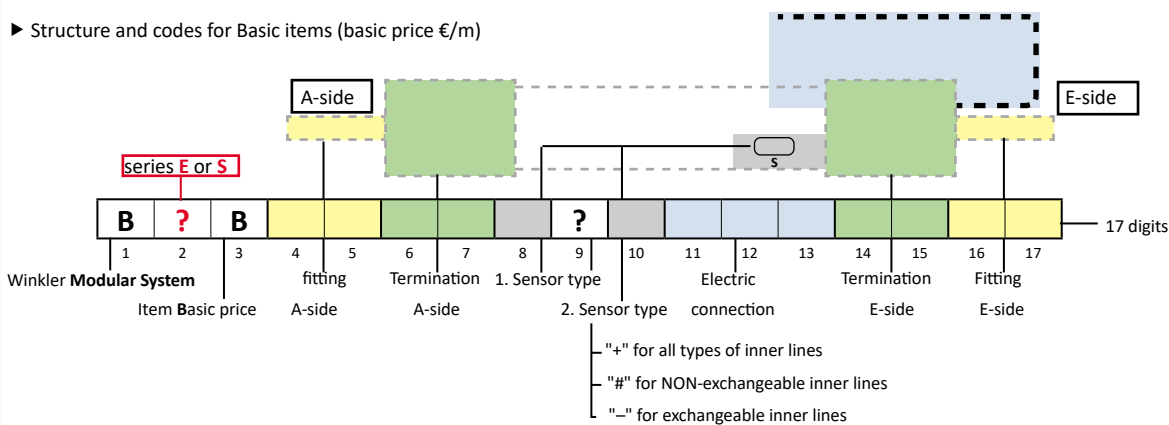 ▶ Structure and codes for Basic items (basic price €/m)
A-side
E-side
S
series E or S
B ? B ?
17 digits
1 2 3 4 5 6 7 8 9 10 11 12 13 14 15 16 17
Winkler Modular System
fitting
Termination
1. Sensor type
Electric
Termination
Fitting
Item Basic price
A-side
A-side
2. Sensor type
connection
E-side
E-side
"+" for all types of inner lines
"#" for NON-exchangeable inner lines
"–" for exchangeable inner lines